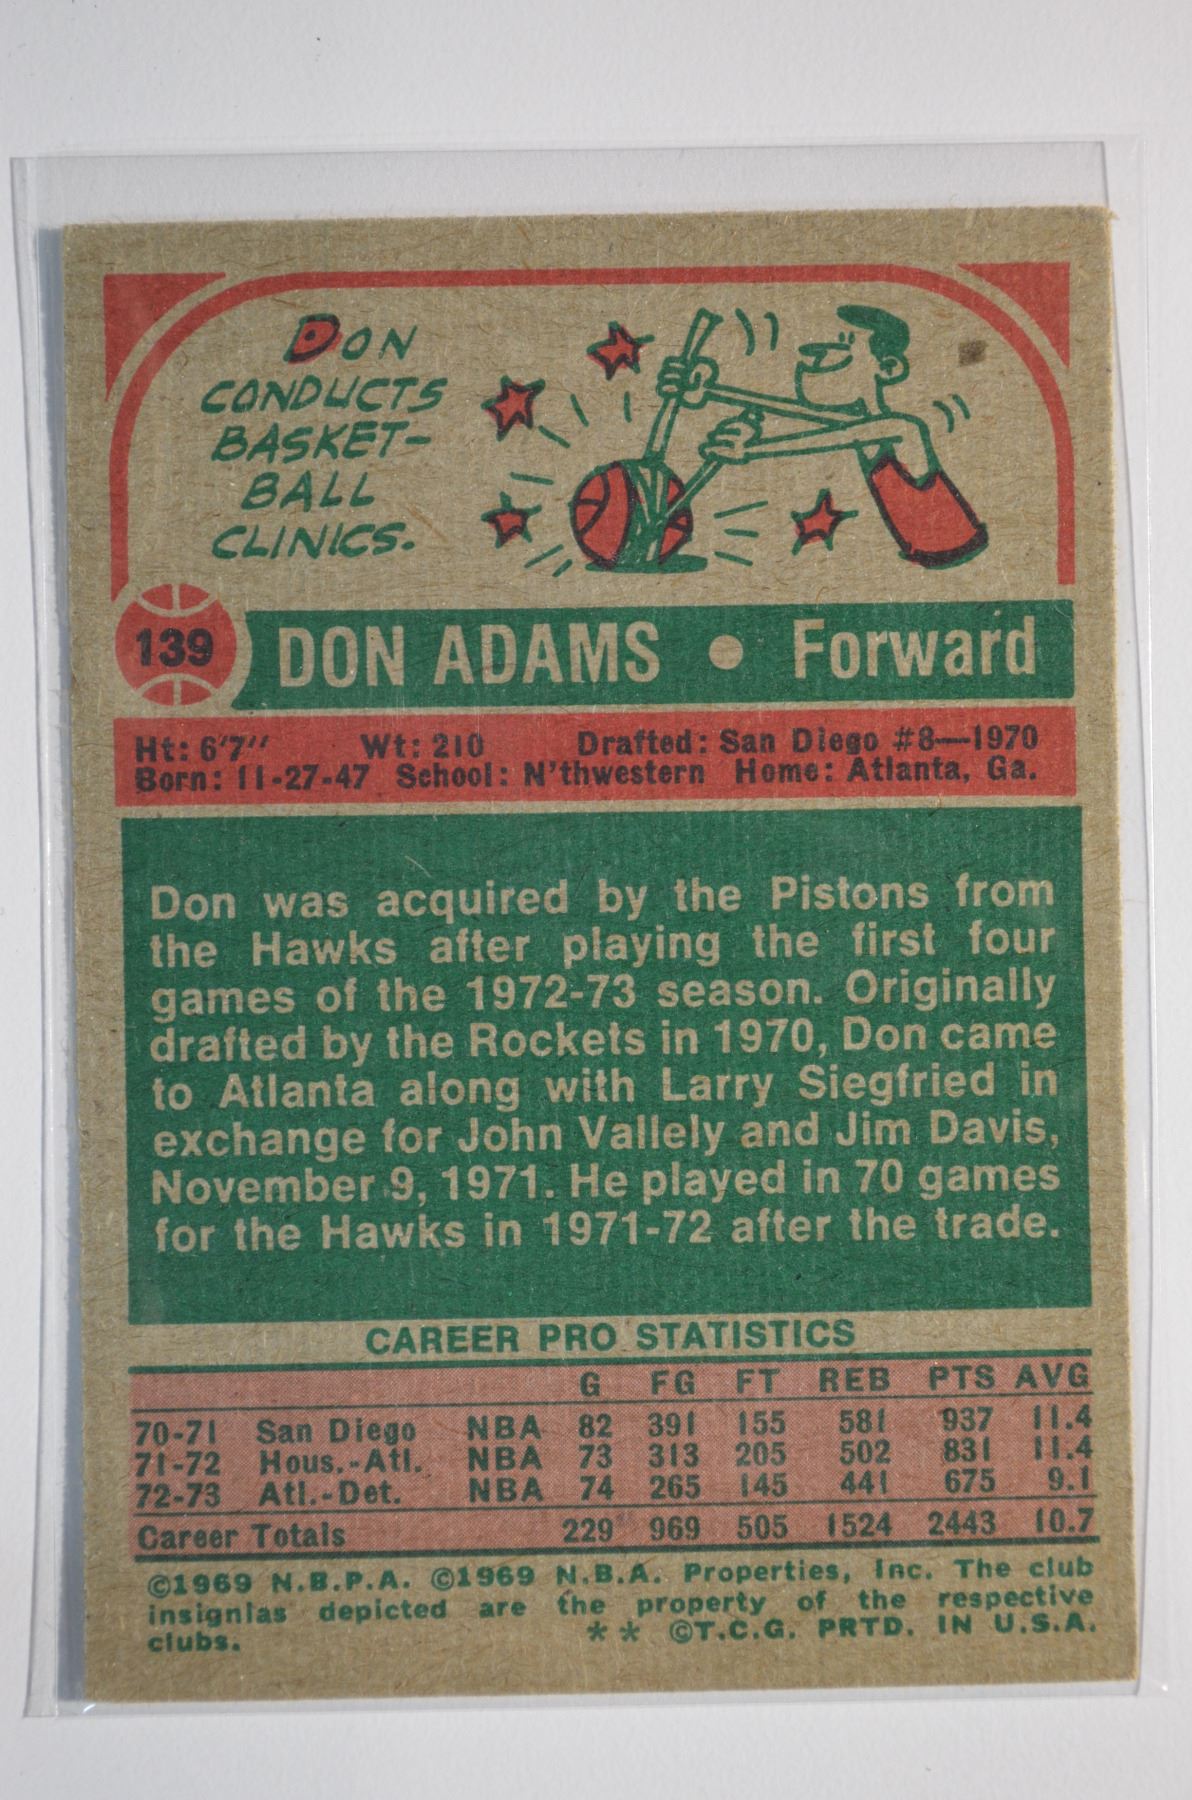 DON
CONDUCTS
BASKET-
BALL
CLINICS.
139 DON ADAMS • Forward
Ht: 6'7" Wt: 210 Drafted: San Diego #8—1970
Born: 11-27-47 School: N'thwestern Home: Atlanta, Ga.
Don was acquired by the Pistons from
the Hawks after playing the first four
games of the 1972-73 season. Originally
drafted by the Rockets in 1970, Don came
to Atlanta along with Larry Siegfried in
exchange for John Vallely and Jim Davis,
November 9, 1971. He played in 70 games
for the Hawks in 1971-72 after the trade.
CAREER PRO STATISTICS
G FG FT REB PTS AVG
70-71 San Diego NBA 82 391 155 581 937 11.4
71-72 Hous.-Atl. NBA 73 313 205 502 831 11.4
72-73 Atl.-Det. NBA 74 265 145 441 675 9.1
Career Totals 229 969 505 1524 2443 10.7
©1969 N.B.P.A. ©1969 N.B.A. Properties, Inc. The club
insignias depicted are the property of the respective
clubs. ** ©T.C.G. PRTD. IN U.S.A.